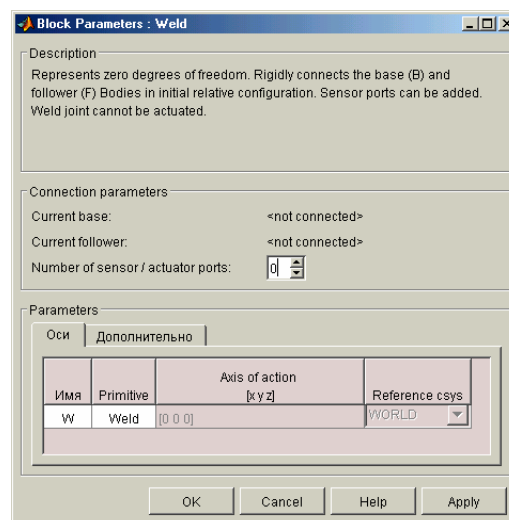 Block Parameters : Weld
Description
Represents zero degrees of freedom. Rigidly connects the base (B) and
follower (F) Bodies in initial relative configuration. Sensor ports can be added.
Weld joint cannot be actuated.
Connection parameters
Current base: <not connected>
Current follower: <not connected>
Number of sensor / actuator ports: 0
Parameters
Оси Дополнительно
Имя Primitive Axis of action [x y z] Reference csys
W Weld [0 0 0] WORLD
OK Cancel Help Apply